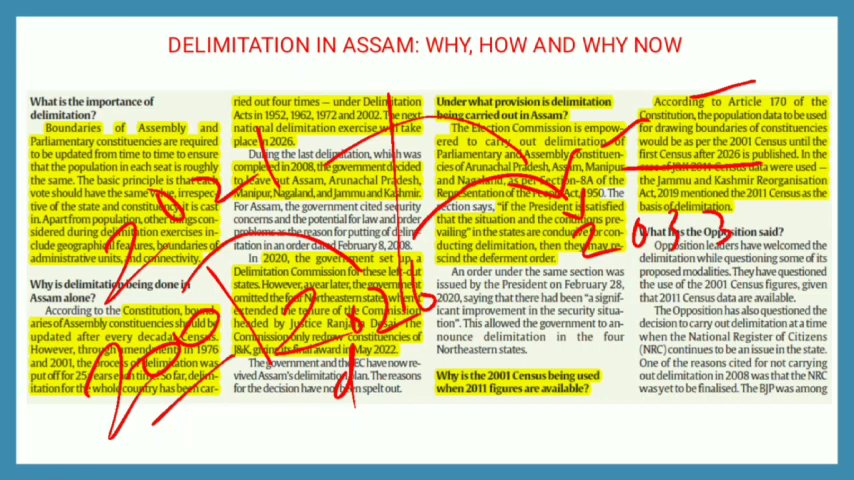 DELIMITATION IN ASSAM: WHY, HOW AND WHY NOW
What is the importance of
delimitation?
Boundaries of Assembly and
Parliamentary constituencies are required
to be updated from time to time to ensure
that the population in each seat is roughly
the same. The basic principle is that each
vote should have the same value, irrespec-
tive of the state and constituency it is cast
in. Apart from population, other things con-
sidered during delimitation exercises in-
clude geographical features, boundaries of
administrative units, and connectivity.
Why is delimitation being done in
Assam alone?
According to the Constitution, bound-
aries of Assembly constituencies should be
updated after eery decadal Census.
However, through amendments in 1976
and 2001, the process of delimitation was
put off for 25 years each time. So far, delim-
itation for the whole country has been car-
ried out four times — under Delimitation
Acts in 1952, 1962, 1972 and 2002. The next
national delimitation exercise will take
place in 2026.
During the last delimitation, which was
completed in 2008, the government decided
to leave out Assam, Arunachal Pradesh,
Manipur, Nagaland, and Jammu and Kashmir.
For Assam, the government cited security
concerns and the potential for law and order
problems as the reason for putting of delim-
itation in an order dated February 8, 2008.
In 2020, the government set up a
Delimitation Commission for these left-out
states. However, a year later, the government
omitted the four Northeastern states when it
extended the tenure of the Commission
headed by Justice Ranjana Desai. The
Commission only redrew constituencies of
J&K, giving its final award in May 2022.
The government and the EC have now re-
vived Assam's delimitation plan. The reasons
for the decision have not been spelt out.
Under what provision is delimitation
being carried out in Assam?
The Election Commission is empow-
ered to carry out delimitation of
Parliamentary and Assembly constituen-
cies of Arunachal Pradesh, Assam, Manipur
and Nagaland, as per Section-8A of the
Representation of the People Act, 1950. The
section says, "if the President is satisfied
that the situation and the conditions pre-
vailing" in the states are conducive for con-
ducting delimitation, then they may re-
scind the deferment order.
An order under the same section was
issued by the President on February 28,
2020, saying that there had been "a signif-
icant improvement in the security situa-
tion". This allowed the government to an-
nounce delimitation in the four
Northeastern states.
Why is the 2001 Census being used
when 2011 figures are available?
According to Article 170 of the
Constitution, the population data to be used
for drawing boundaries of constituencies
would be as per the 2001 Census until the
first Census after 2026 is published. In the
case of J&K 2011 Census data were used —
the Jammu and Kashmir Reorganisation
Act, 2019 mentioned the 2011 Census as the
basis of delimitation.
What has the Opposition said?
Opposition leaders have welcomed the
delimitation while questioning some of its
proposed modalities. They have questioned
the use of the 2001 Census figures, given
that 2011 Census data are available.
The Opposition has also questioned the
decision to carry out delimitation at a time
when the National Register of Citizens
(NRC) continues to be an issue in the state.
One of the reasons cited for not carrying
out delimitation in 2008 was that the NRC
was yet to be finalised. The BJP was among
2033